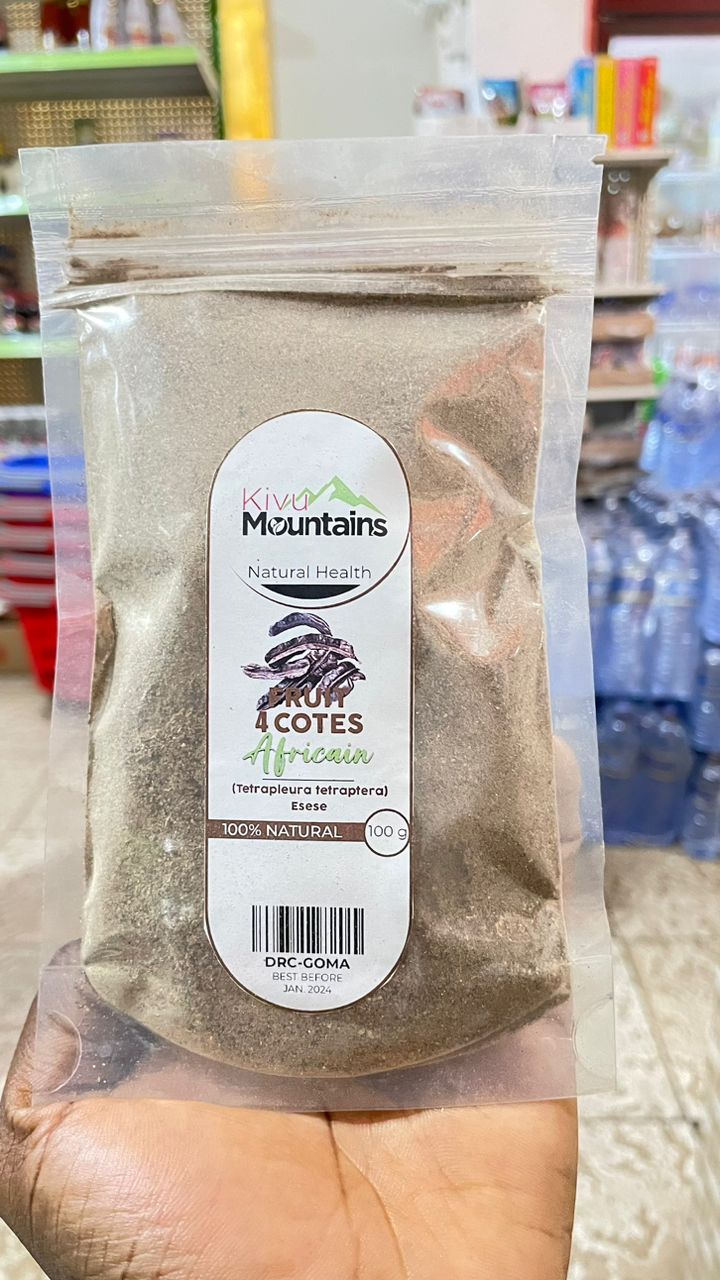 Kivu
Mountains
Natural Health
FRUIT
4 COTES
Africain
(Tetrapleura tetraptera)
Esese
100% NATURAL 100 g
DRC-GOMA
BEST BEFORE
JAN. 2024